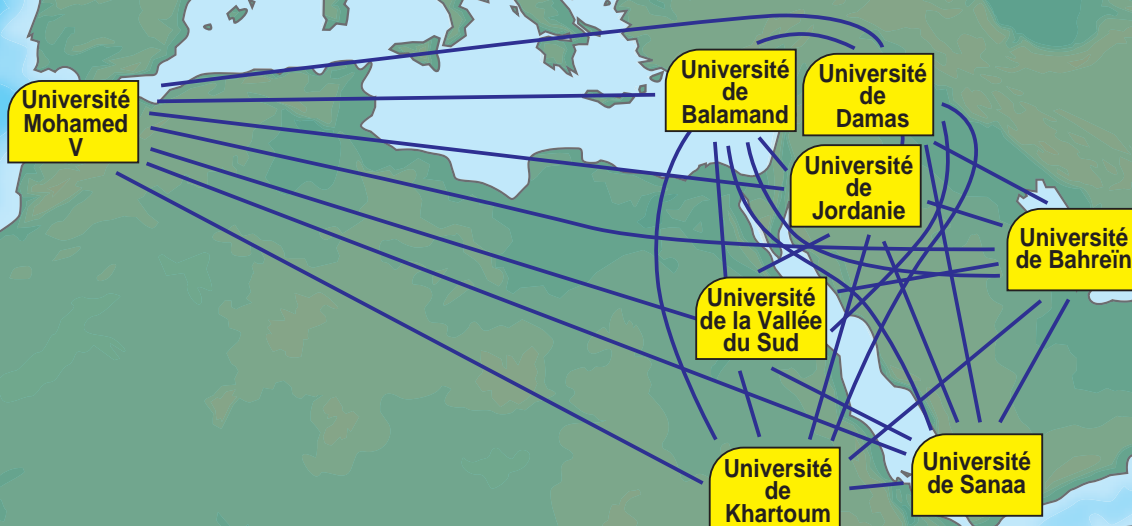 Université
Mohamed
V
Université
de
Balamand
Université
de
Damas
Université
de
Jordanie
Université
de Bahreïn
Université
de la Vallée
du Sud
Université
de
Khartoum
Université
de Sanaa